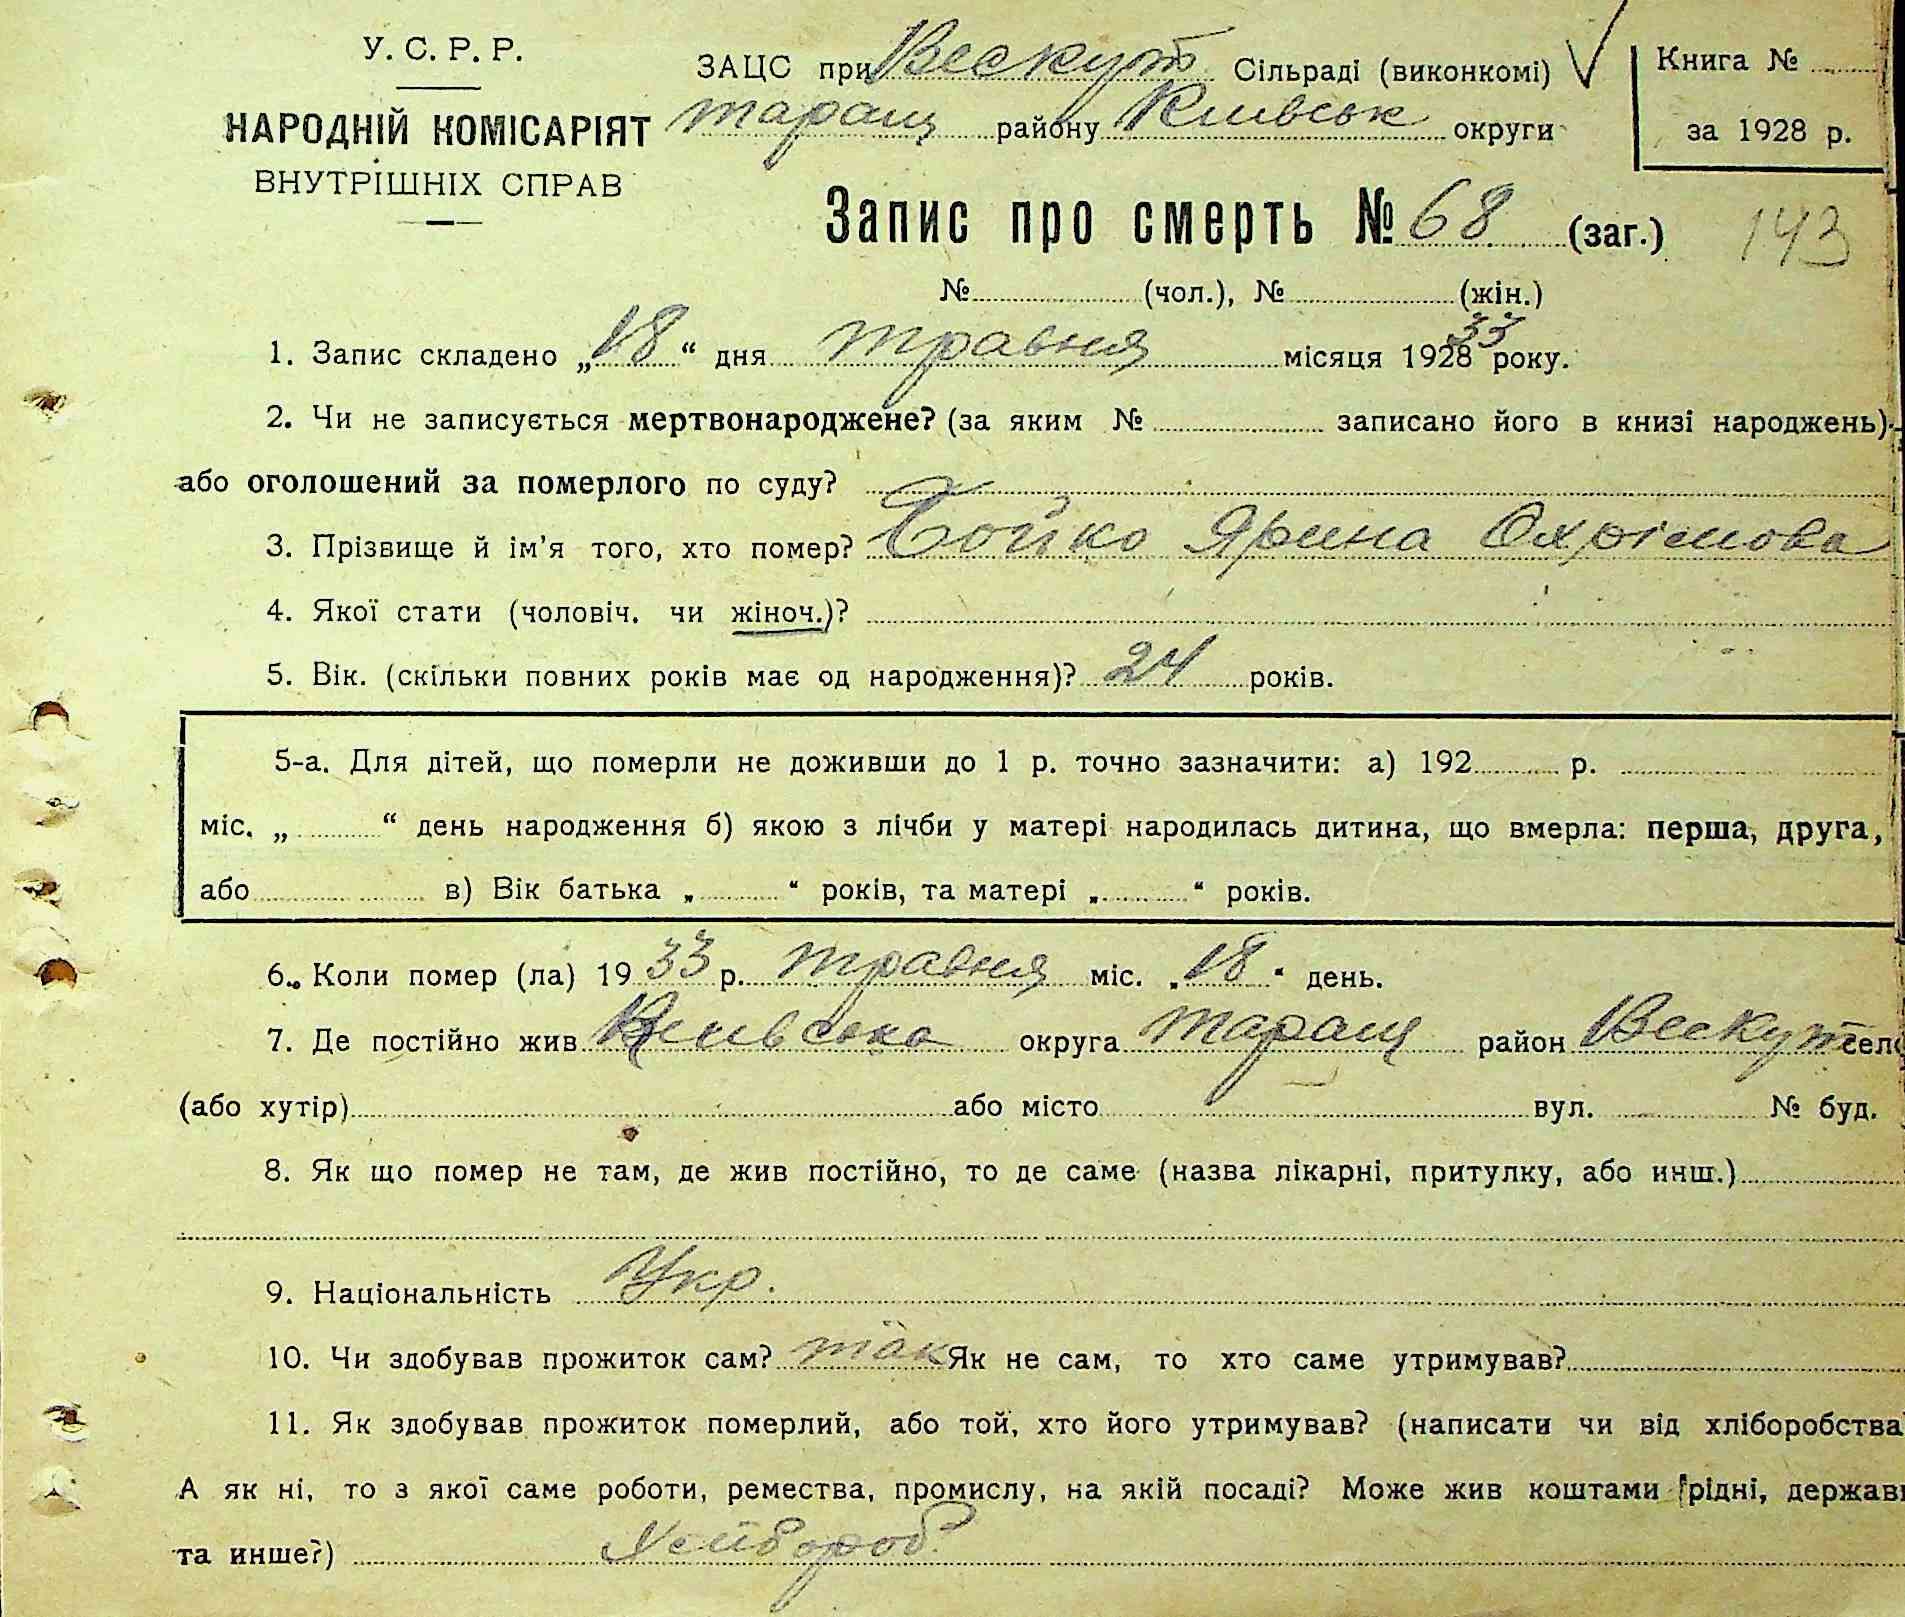 У. С. Р. Р.
НАРОДНІЙ КОМІСАРІЯТ
ВНУТРІШНІХ СПРАВ
ЗАЦС при Вескут Сільраді (виконкомі)
Таращ району Київськ округи
Книга №
за 1928 р.
Запис про смерть № 68 (заг.) 143
№ (чол.), № (жін.)
1. Запис складено „18“ дня травня місяця 1928 33 року.
2. Чи не записується мертвонароджене? (за яким № записано його в книзі народжень)
або оголошений за померлого по суду?
3. Прізвище й ім'я того, хто помер? Бойко Ярина Охрімова
4. Якої стати (чоловіч. чи жіноч.)?
5. Вік. (скільки повних років має од народження)? 24 років.
5-а. Для дітей, що померли не доживши до 1 р. точно зазначити: а) 192 р.
міс. „ “ день народження б) якою з лічби у матері народилась дитина, що вмерла: перша, друга,
або в) Вік батька „ “ років, та матері „ “ років.
6. Коли помер (ла) 1933 р. травня міс. „18“ день.
7. Де постійно жив Київська округа Таращ район Вескут село
(або хутір) або місто вул. № буд.
8. Як що помер не там, де жив постійно, то де саме (назва лікарні, притулку, або инш.)
9. Національність Укр.
10. Чи здобував прожиток сам? так Як не сам, то хто саме утримував?
11. Як здобував прожиток померлий, або той, хто його утримував? (написати чи від хліборобства
А як ні, то з якої саме роботи, ремества, промислу, на якій посаді? Може жив коштами рідні, держав
та инше?)